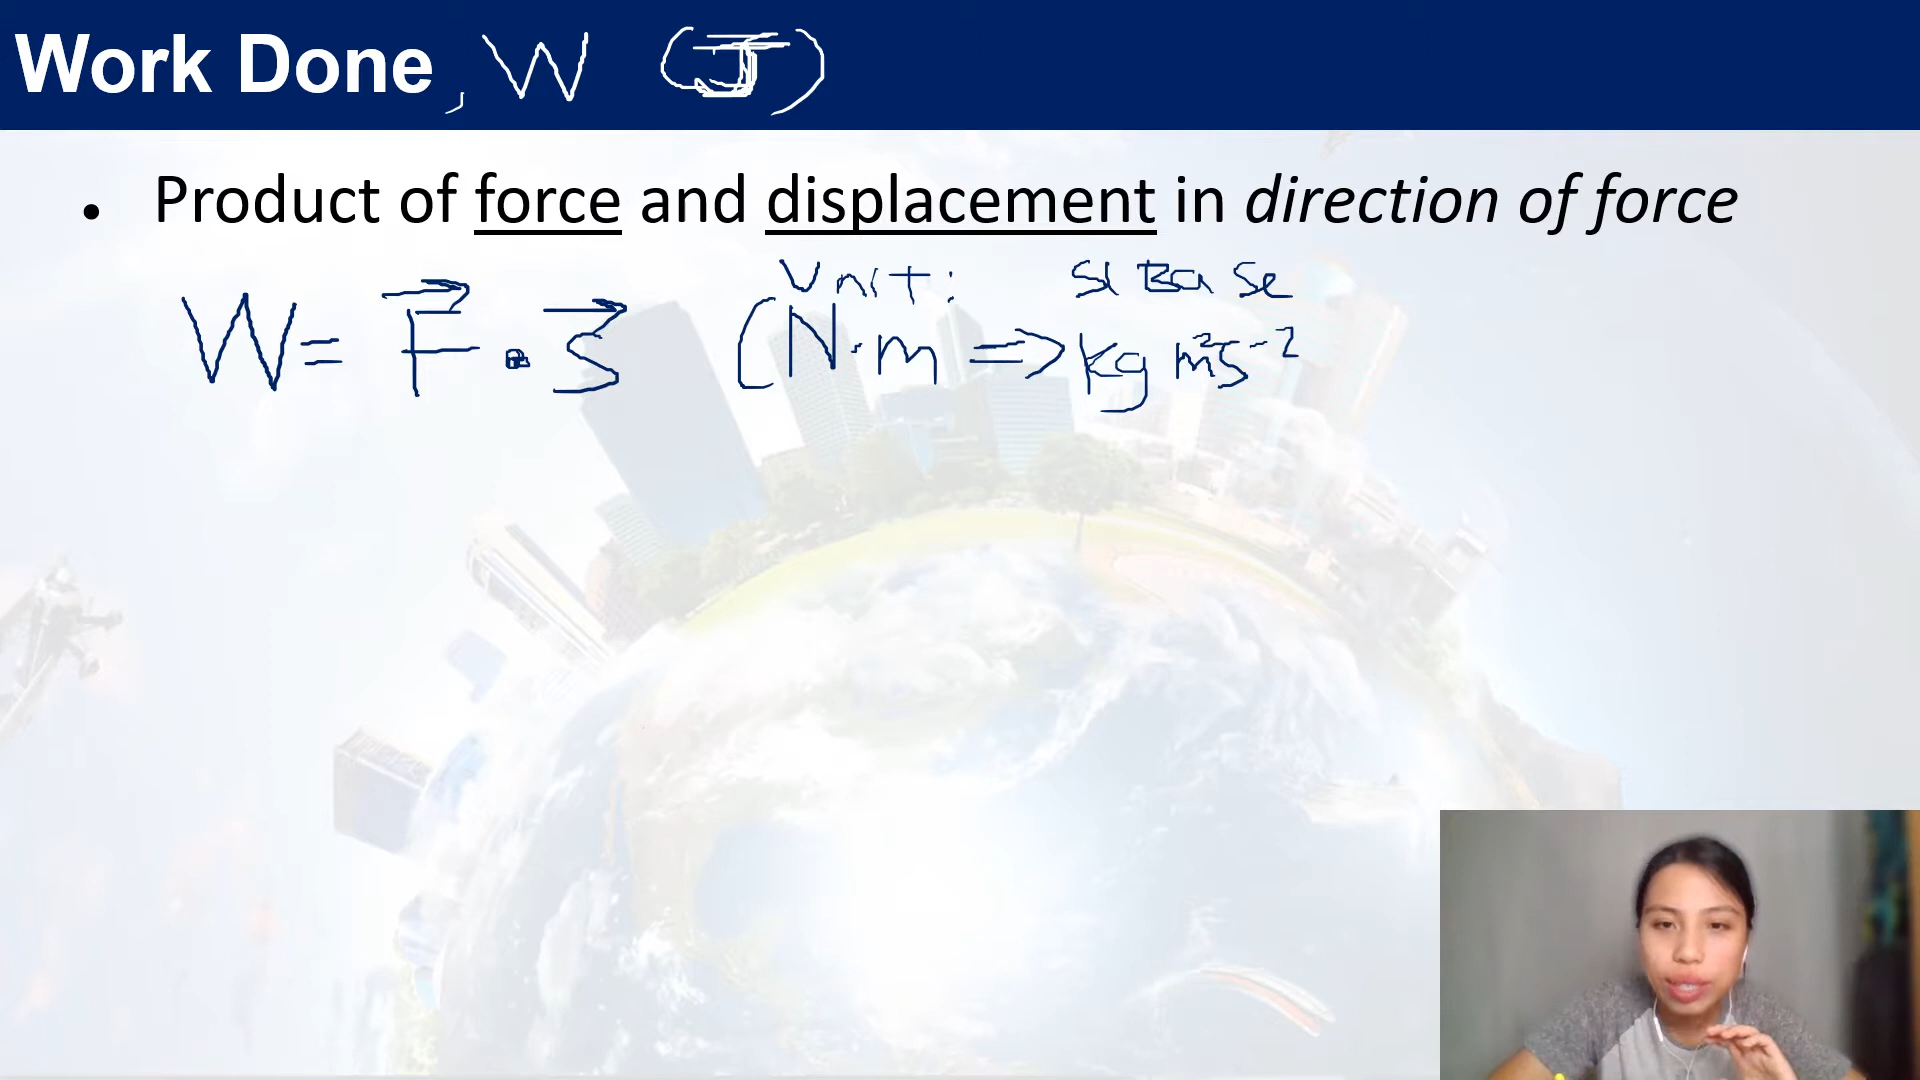 Work Done, W (J)
• Product of force and displacement in direction of force
Unit: SI Base
W = F · s (N·m => kg m²s⁻²